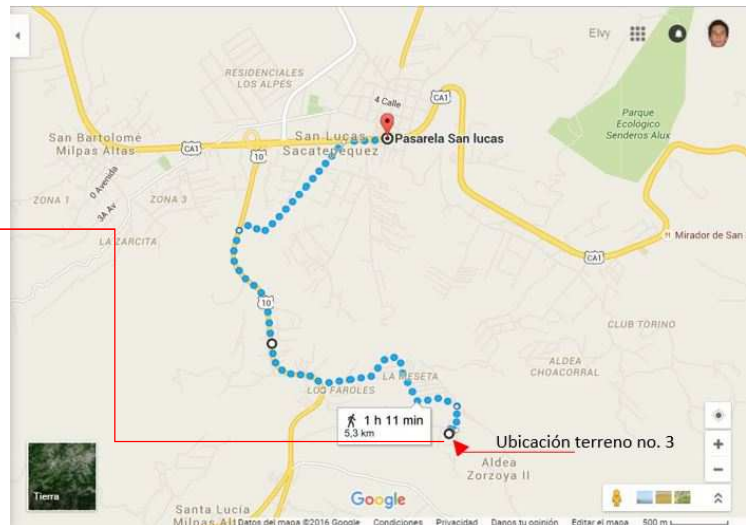 Elvy
RESIDENCIALES
LOS ALPES
4 Calle
CA1
Parque
Ecológico
Senderos Alux
San Bartolome
Milpas Altas
CA1
10
San Lucas
Sacatepéquez
Pasarela San lucas
0 Avenida
3A Av
ZONA 1
ZONA 3
LA ZARCITA
Mirador de San
CA1
10
CLUB TORINO
ALDEA
CHOACORRAL
LA MESETA
LOS FAROLES
1 h 11 min
5,3 km
Ubicación terreno no. 3
Aldea
Zorzoya II
Tierra
Google
Santa Lucía
Milpas Alt
Datos del mapa ©2016 Google Condiciones Privacidad Danos tu opinión Editar el mapa 500 m